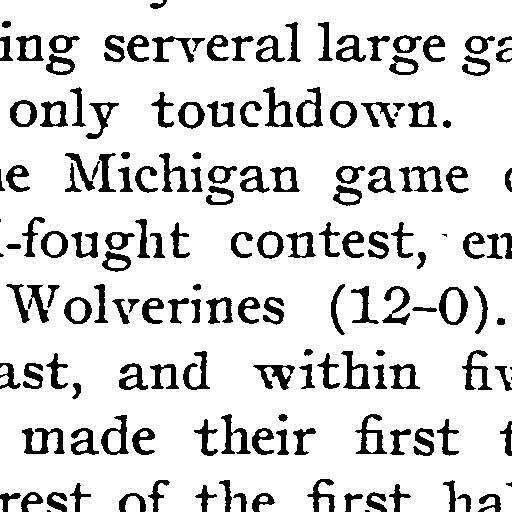 ing serveral large ga
only touchdown.
he Michigan game
-fought contest, en
Wolverines (12-0).
ast, and within fiv
made their first t
rest of the first hal